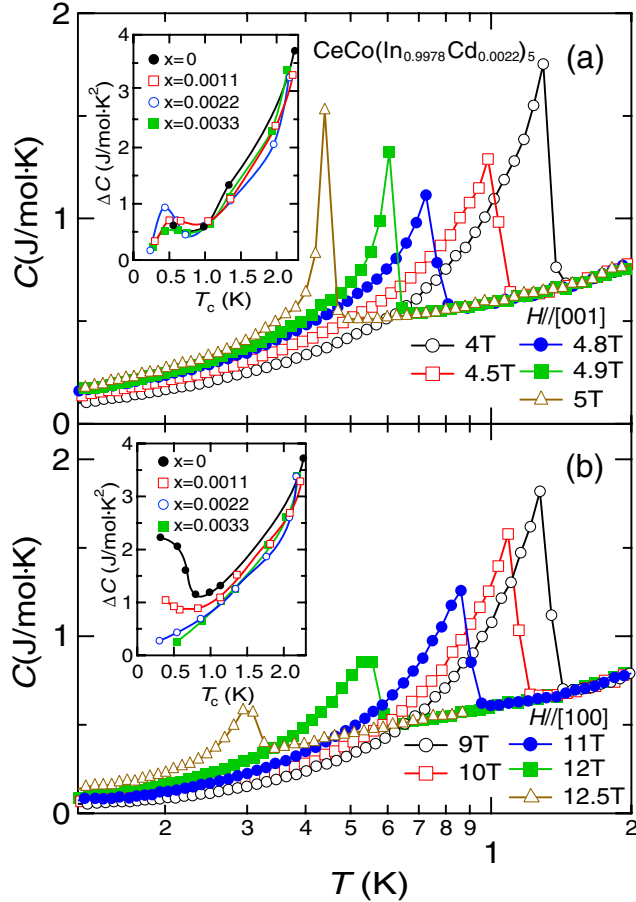 CeCo(In0.9978Cd0.0022)5
(a)
x=0
x=0.0011
x=0.0022
x=0.0033
ΔC (J/mol·K2)
4
3
2
1
0
0 0.5 1.0 1.5 2.0
Tc (K)
C(J/mol·K)
2
1
0
H//[001]
4T
4.5T
4.8T
4.9T
5T
(b)
x=0
x=0.0011
x=0.0022
x=0.0033
ΔC (J/mol·K2)
4
3
2
1
0
0 0.5 1.0 1.5 2.0
Tc (K)
C(J/mol·K)
2
1
0
H//[100]
9T
10T
11T
12T
12.5T
2 3 4 5 6 7 8 9 1 2
T (K)